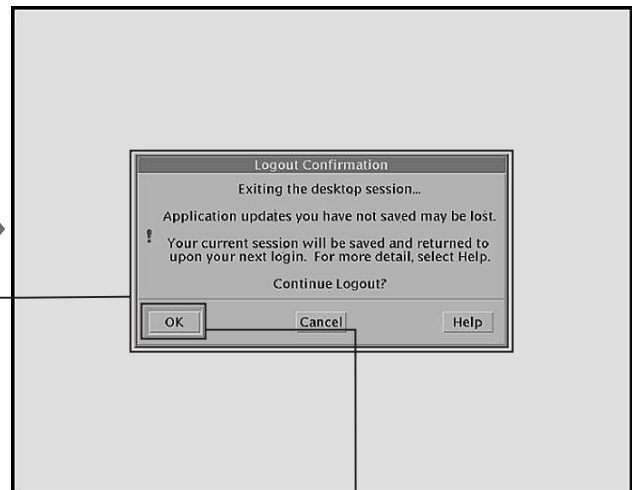 Logout Confirmation
Exiting the desktop session...
Application updates you have not saved may be lost.
Your current session will be saved and returned to
upon your next login. For more detail, select Help.
Continue Logout?
OK Cancel Help